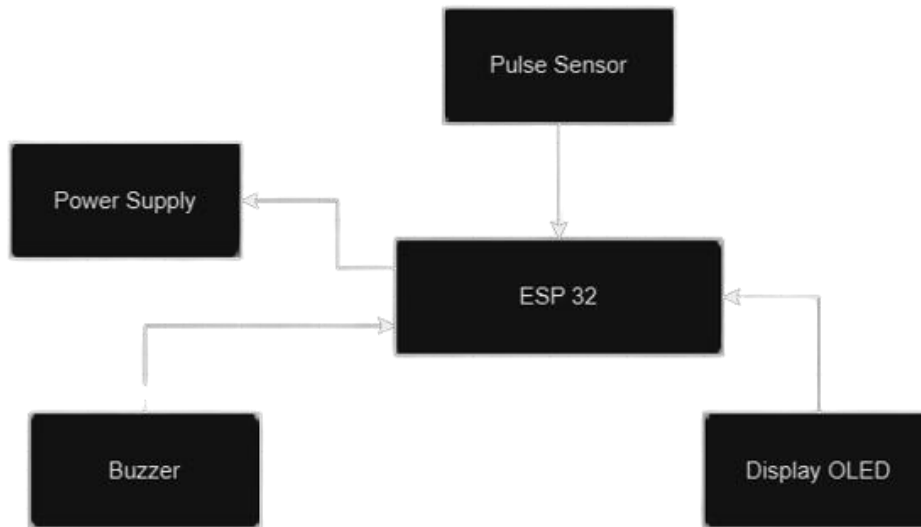 Pulse Sensor
Power Supply
ESP 32
Buzzer
Display OLED